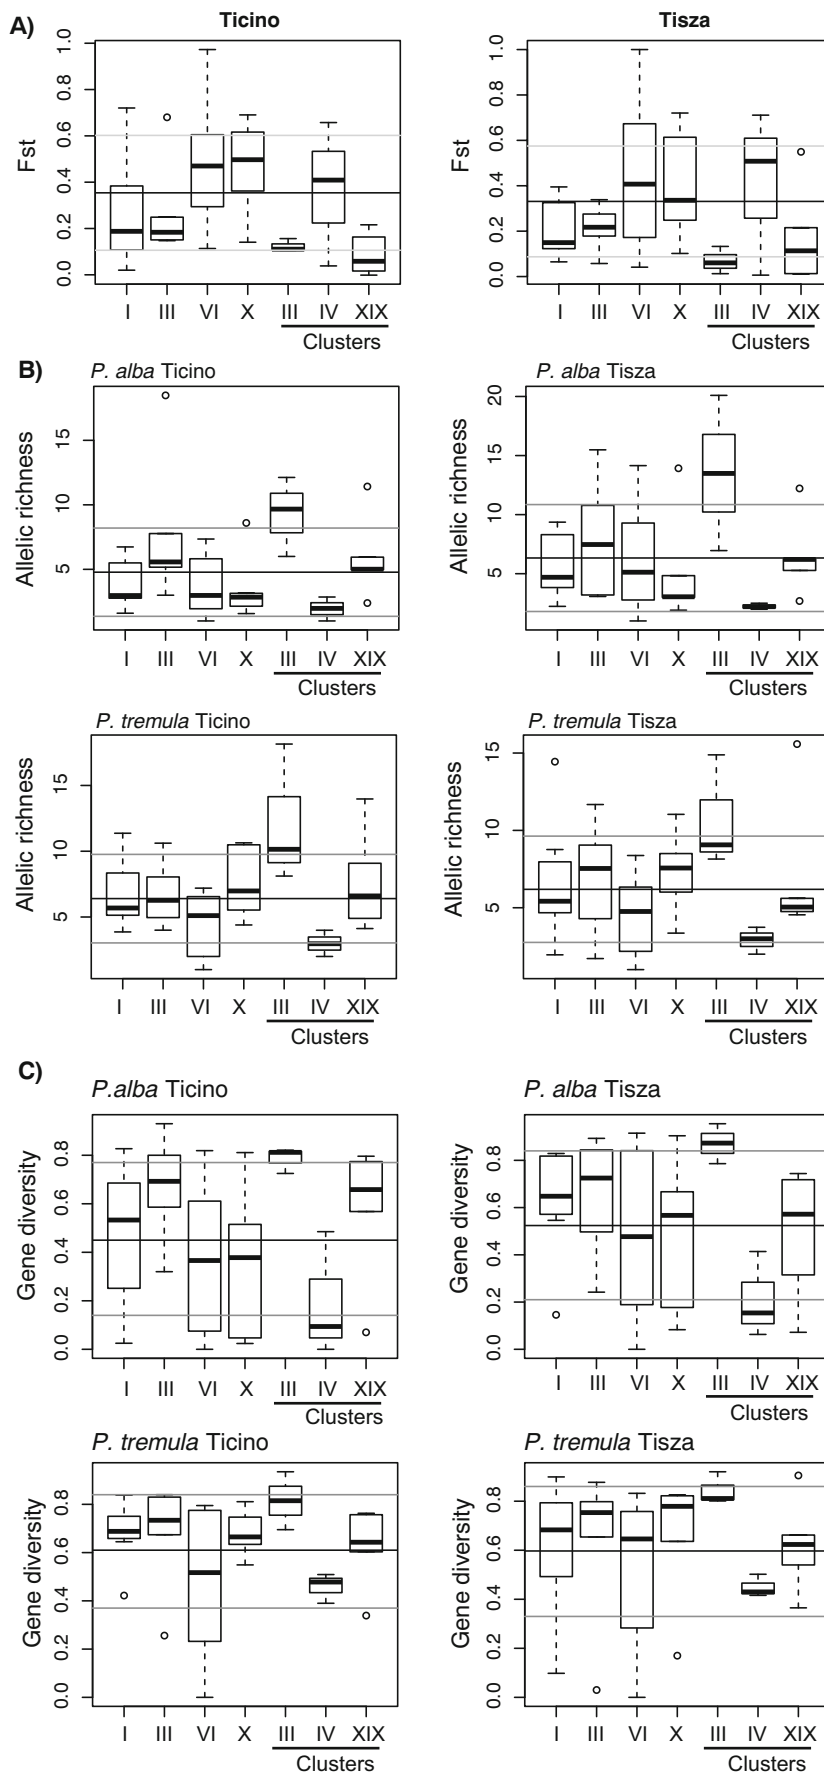 A)
Ticino
Tisza
Fst
0.0 0.2 0.4 0.6 0.8 1.0
I III VI X III IV XIX
Clusters
Fst
0.0 0.2 0.4 0.6 0.8 1.0
I III VI X III IV XIX
Clusters
B)
P. alba Ticino
Allelic richness
5 10 15
I III VI X III IV XIX
Clusters
P. alba Tisza
Allelic richness
5 10 15 20
I III VI X III IV XIX
Clusters
P. tremula Ticino
Allelic richness
5 10 15
I III VI X III IV XIX
Clusters
P. tremula Tisza
Allelic richness
5 10 15
I III VI X III IV XIX
Clusters
C)
P.alba Ticino
Gene diversity
0.0 0.2 0.4 0.6 0.8
I III VI X III IV XIX
Clusters
P. alba Tisza
Gene diversity
0.0 0.2 0.4 0.6 0.8
I III VI X III IV XIX
Clusters
P. tremula Ticino
Gene diversity
0.0 0.2 0.4 0.6 0.8
I III VI X III IV XIX
Clusters
P. tremula Tisza
Gene diversity
0.0 0.2 0.4 0.6 0.8
I III VI X III IV XIX
Clusters